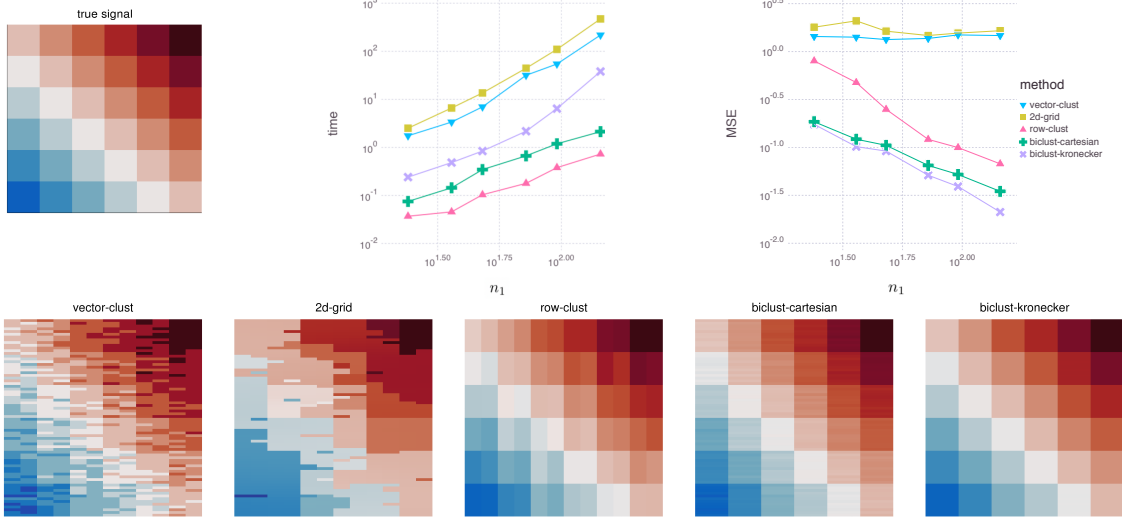 true signal
10^3
10^2
10^1
10^0
10^-1
10^-2
time
10^1.50
10^1.75
10^2.00
n_1
10^0.5
10^0.0
10^-0.5
10^-1.0
10^-1.5
10^-2.0
MSE
10^1.50
10^1.75
10^2.00
n_1
method
vector-clust
2d-grid
row-clust
biclust-cartesian
biclust-kronecker
vector-clust
2d-grid
row-clust
biclust-cartesian
biclust-kronecker